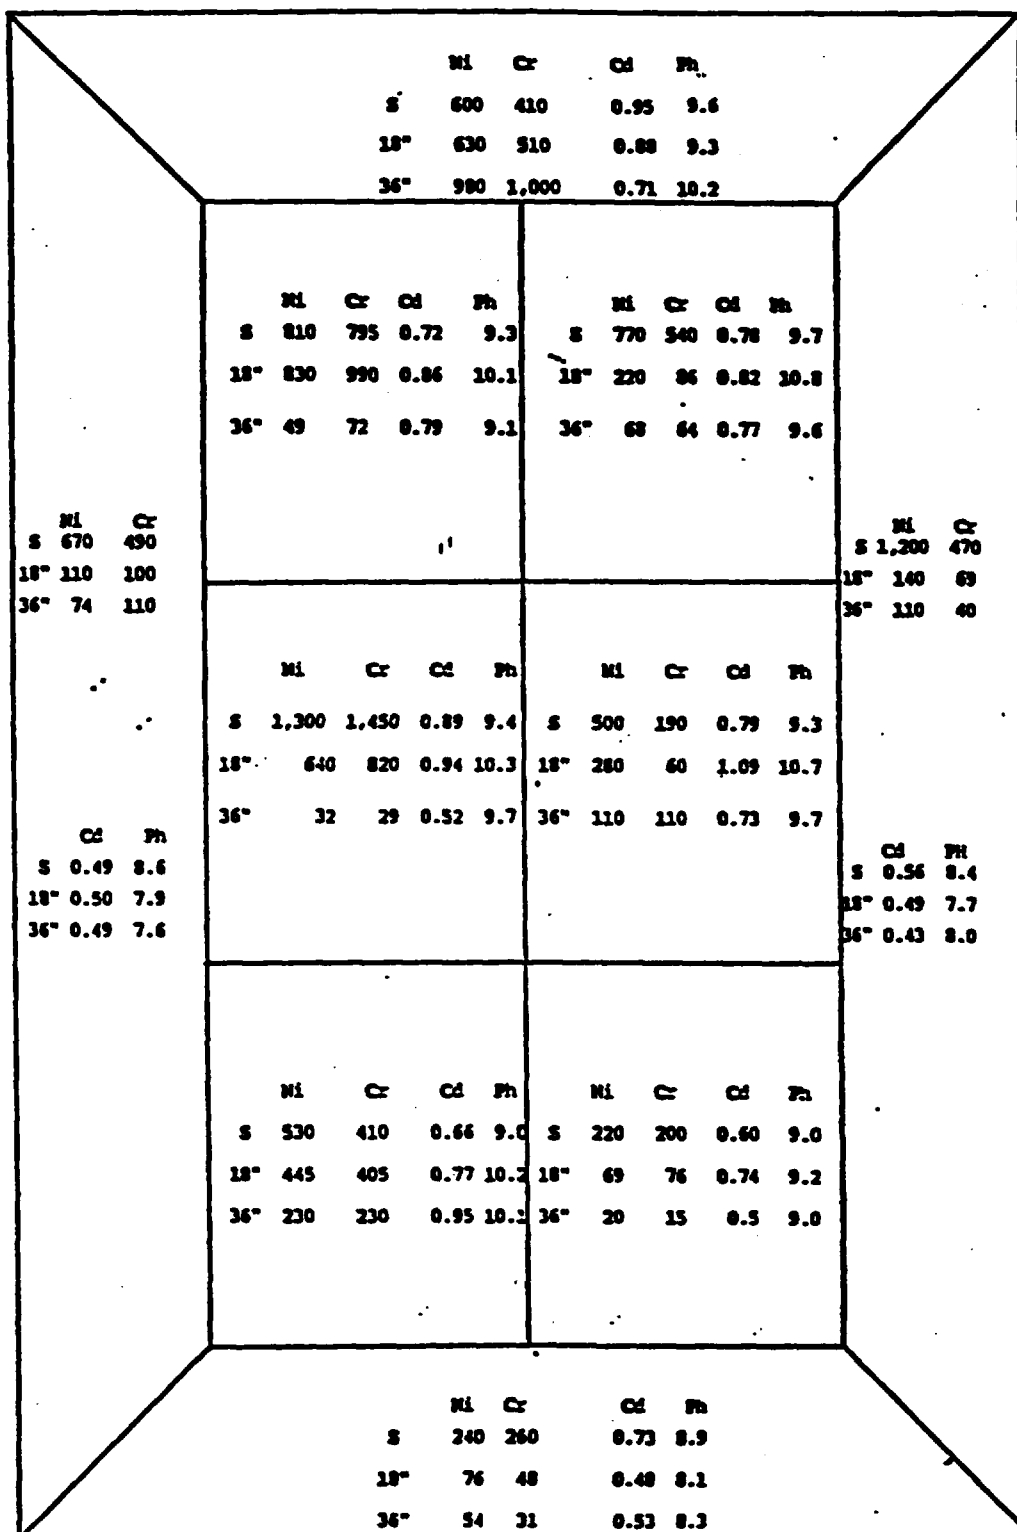 Ni Cr Cd Ph
S 600 410 0.95 9.6
18" 630 510 0.88 9.3
36" 980 1,000 0.71 10.2
Ni Cr Cd Ph
S 810 795 0.72 9.3
18" 830 990 0.86 10.1
36" 49 72 0.79 9.1
Ni Cr Cd Ph
S 770 540 0.78 9.7
18" 220 86 0.82 10.8
36" 68 64 0.77 9.6
Ni Cr
S 670 490
18" 110 100
36" 74 110
Ni Cr
S 1,200 470
18" 140 69
36" 110 40
Ni Cr Cd Ph
S 1,300 1,450 0.89 9.4
18" 640 820 0.94 10.3
36" 32 29 0.52 9.7
Ni Cr Cd Ph
S 500 190 0.79 9.3
18" 280 60 1.09 10.7
36" 110 110 0.73 9.7
Cd Ph
S 0.49 8.6
18" 0.50 7.9
36" 0.49 7.6
Cd PH
S 0.56 8.4
18" 0.49 7.7
36" 0.43 8.0
Ni Cr Cd Ph
S 530 410 0.66 9.0
18" 445 405 0.77 10.2
36" 230 230 0.95 10.1
Ni Cr Cd Ph
S 220 200 0.60 9.0
18" 69 76 0.74 9.2
36" 20 15 0.5 9.0
Ni Cr Cd Ph
S 240 260 0.73 8.9
18" 76 48 0.48 8.1
36" 54 31 0.53 8.3